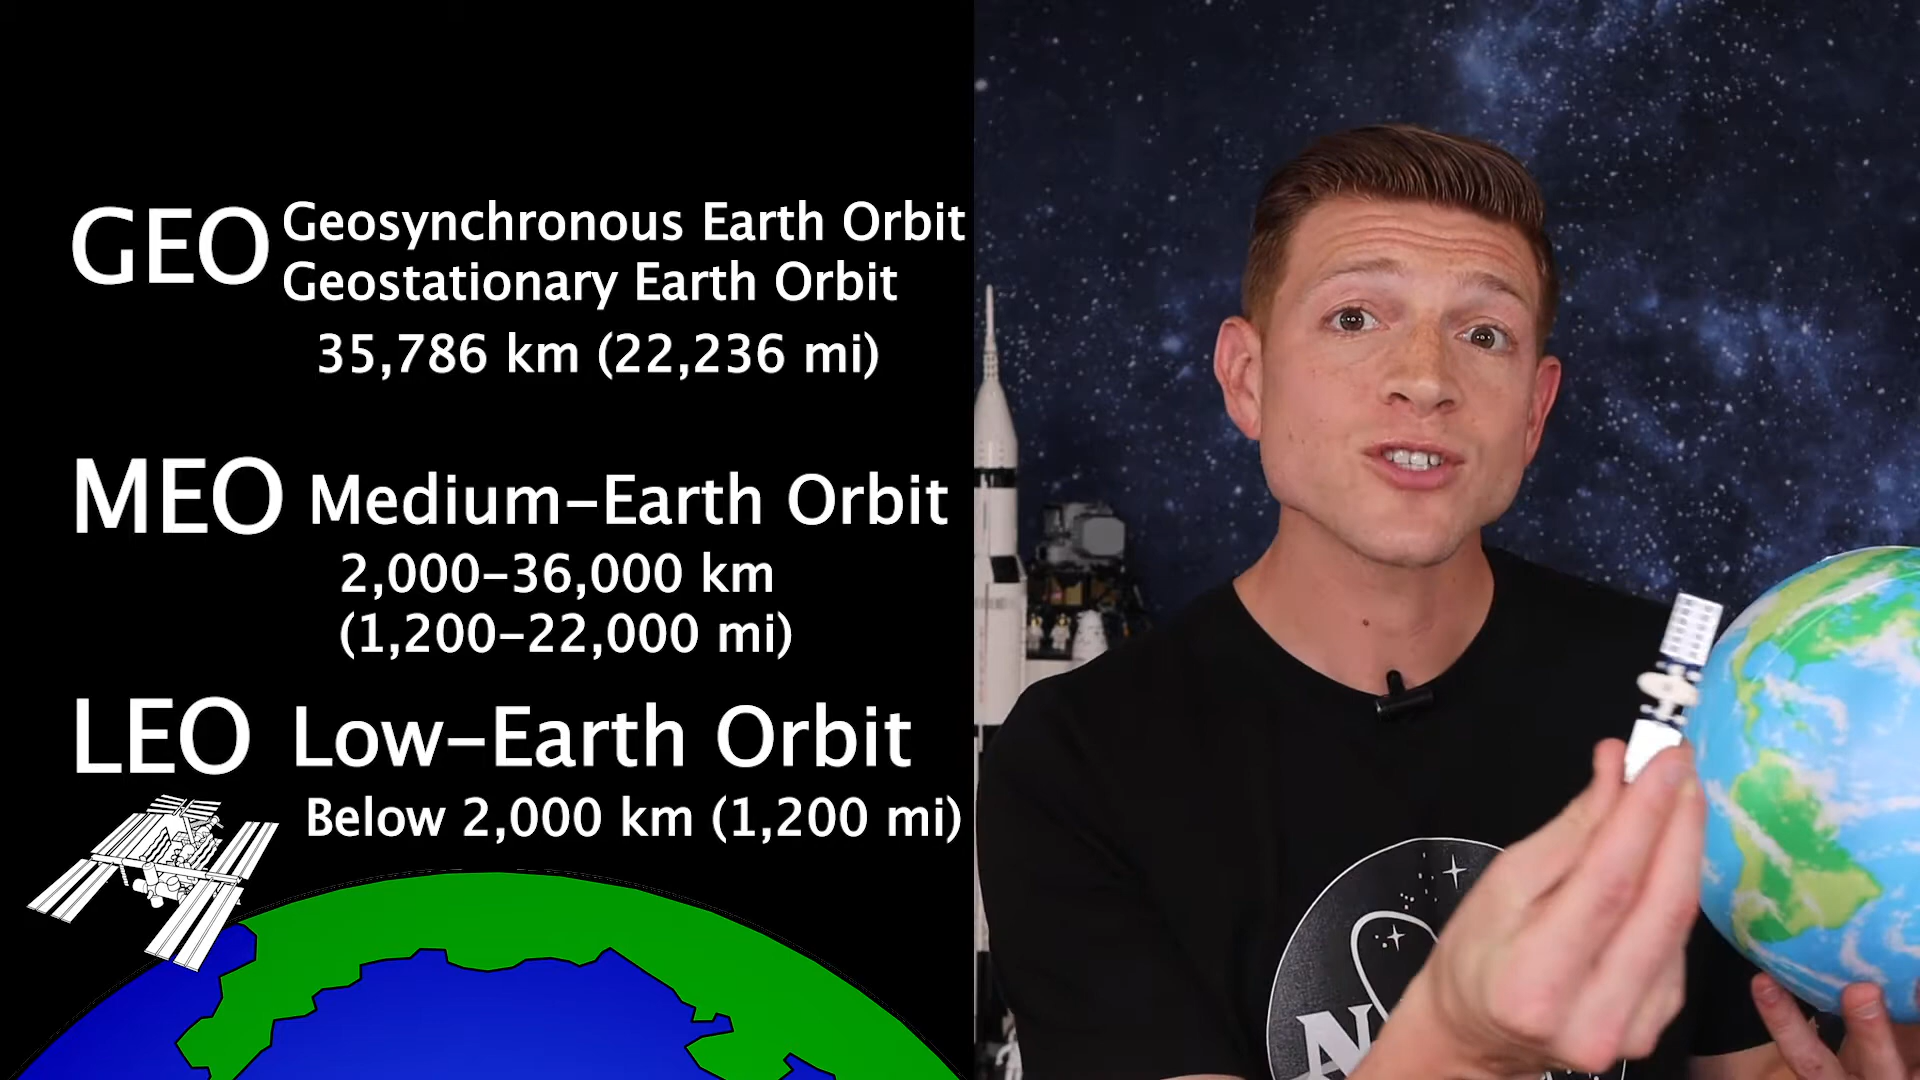 GEO Geosynchronous Earth Orbit
Geostationary Earth Orbit
35,786 km (22,236 mi)
MEO Medium-Earth Orbit
2,000-36,000 km
(1,200-22,000 mi)
LEO Low-Earth Orbit
Below 2,000 km (1,200 mi)